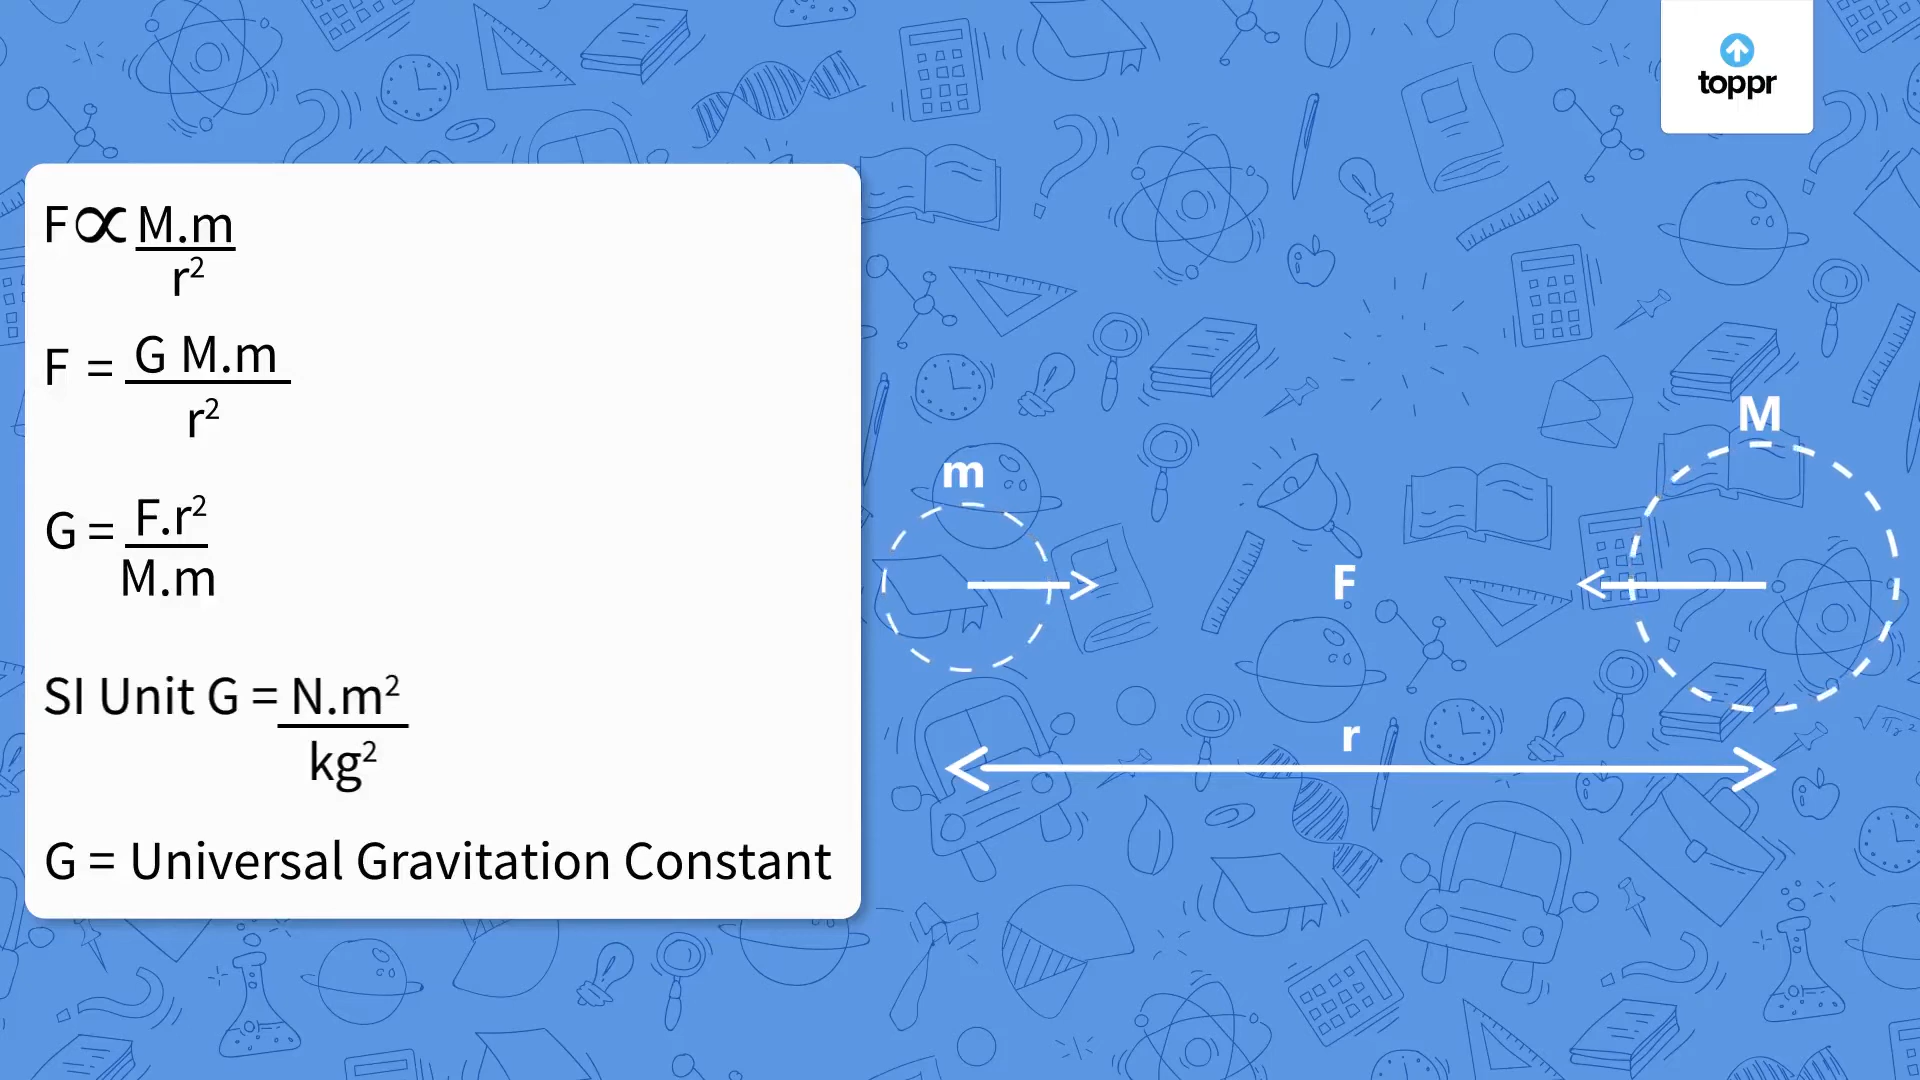 toppr
F ∝ M.m
r²
F = G M.m
r²
G = F.r²
M.m
SI Unit G = N.m²
kg²
G = Universal Gravitation Constant
m
M
F
r